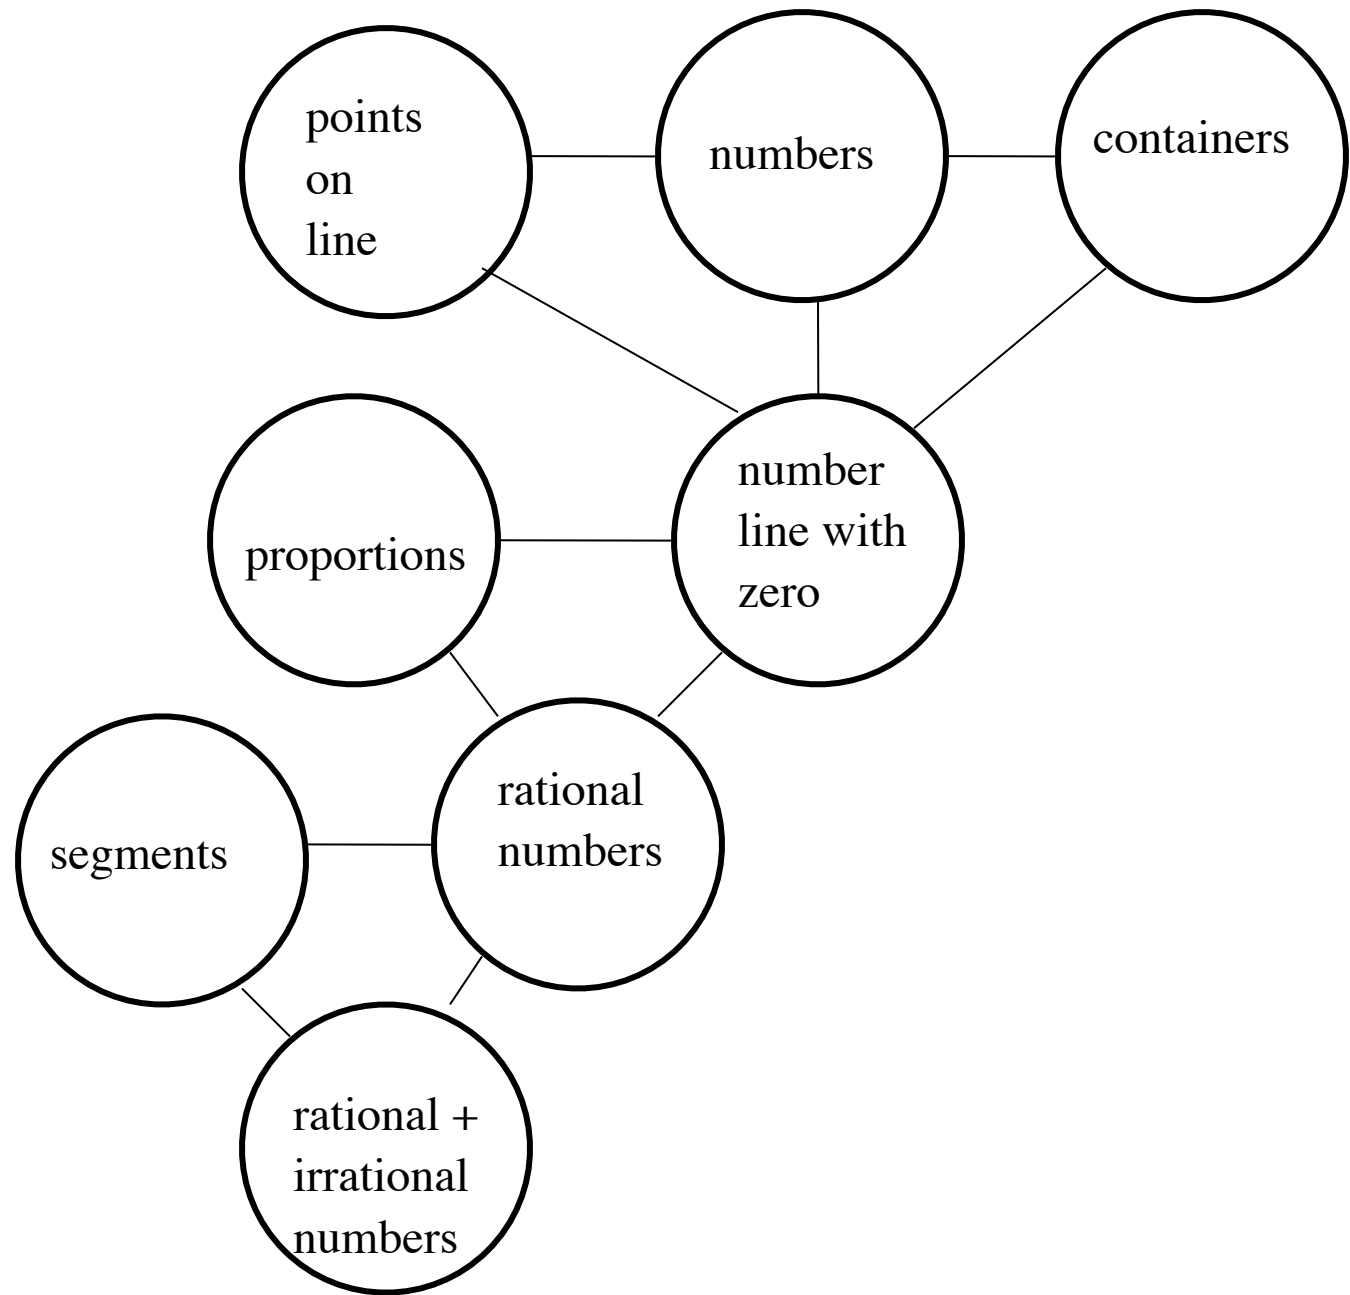 points
on
line
numbers
containers
number
line with
zero
proportions
rational
numbers
segments
rational +
irrational
numbers